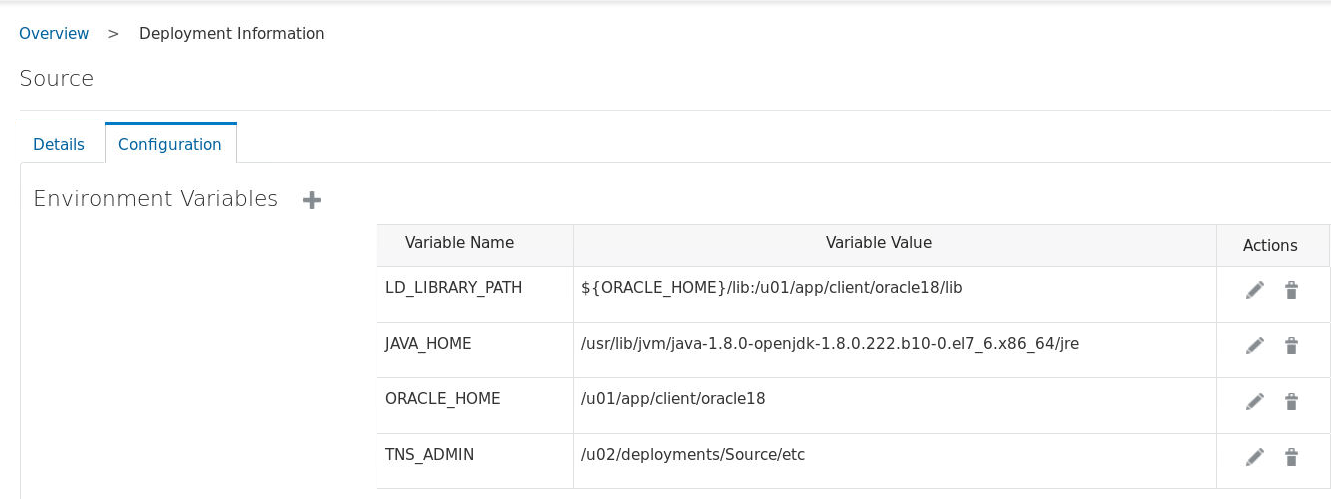 Overview > Deployment Information
Source
Details Configuration
Environment Variables
Variable Name Variable Value Actions
LD_LIBRARY_PATH ${ORACLE_HOME}/lib:/u01/app/client/oracle18/lib
JAVA_HOME /usr/lib/jvm/java-1.8.0-openjdk-1.8.0.222.b10-0.el7_6.x86_64/jre
ORACLE_HOME /u01/app/client/oracle18
TNS_ADMIN /u02/deployments/Source/etc